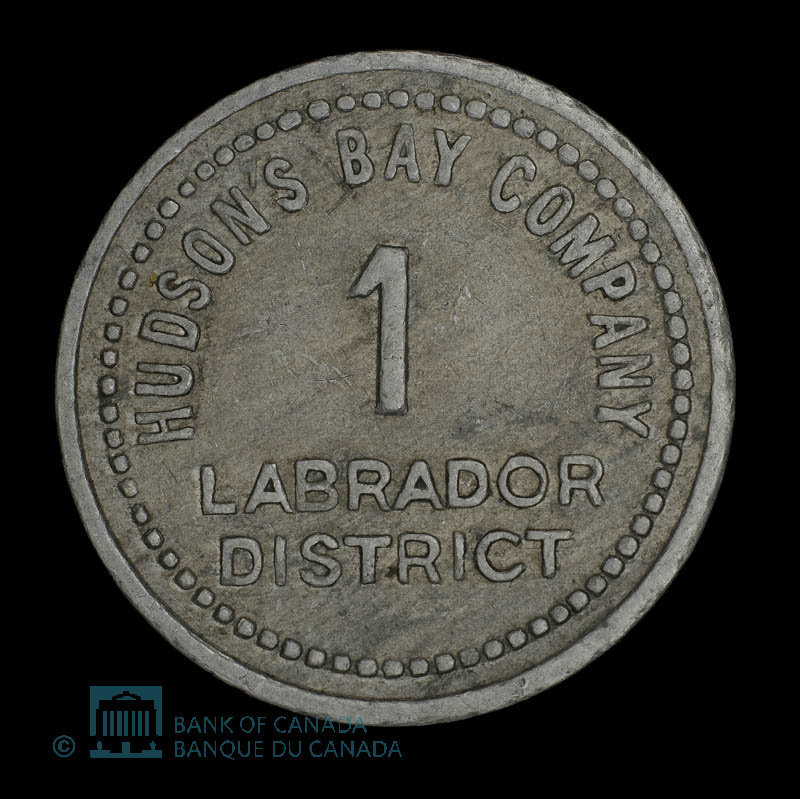 HUDSON'S BAY COMPANY
1
LABRADOR
DISTRICT
© BANK OF CANADA
BANQUE DU CANADA